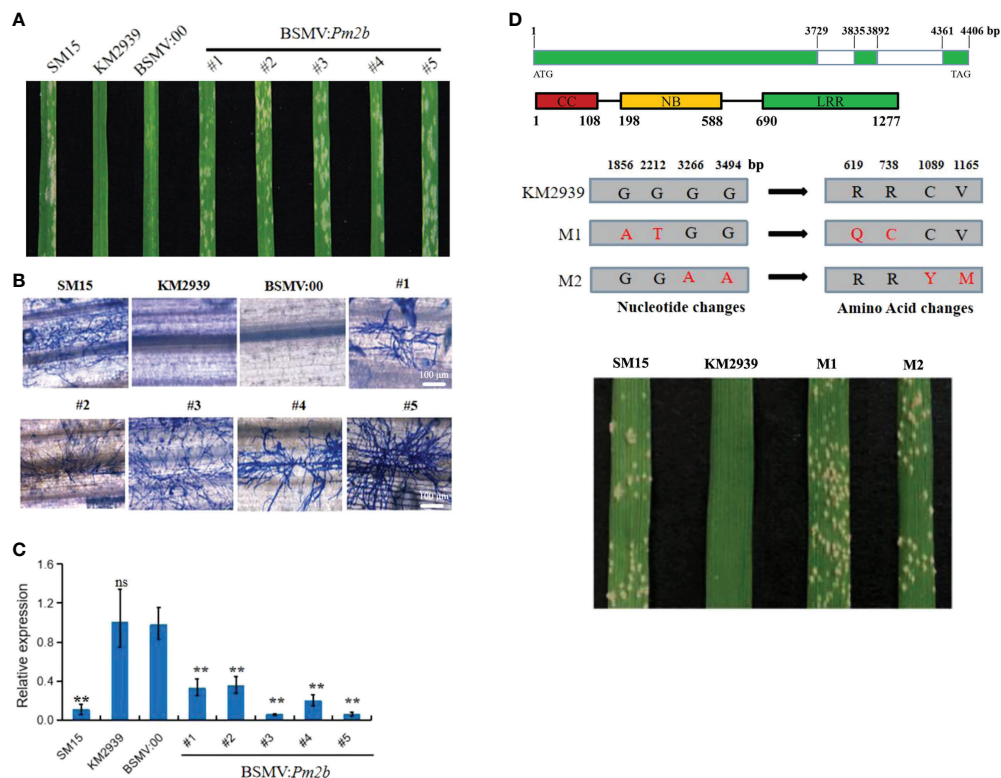 A
SM15 KM2939 BSMV:00 BSMV:Pm2b
#1 #2 #3 #4 #5
B
SM15 KM2939 BSMV:00 #1
100 µm
#2 #3 #4 #5
100 µm
C
Relative expression
1.6
1.2
0.8
0.4
0.0
** ns ** ** ** ** **
SM15 KM2939 BSMV:00 #1 #2 #3 #4 #5
BSMV:Pm2b
D
1 3729 3835 3892 4361 4406 bp
ATG TAG
CC NB LRR
1 108 198 588 690 1277
1856 2212 3266 3494 bp 619 738 1089 1165
KM2939 G G G G R R C V
M1 A T G G Q C C V
M2 G G A A R R Y M
Nucleotide changes Amino Acid changes
SM15 KM2939 M1 M2